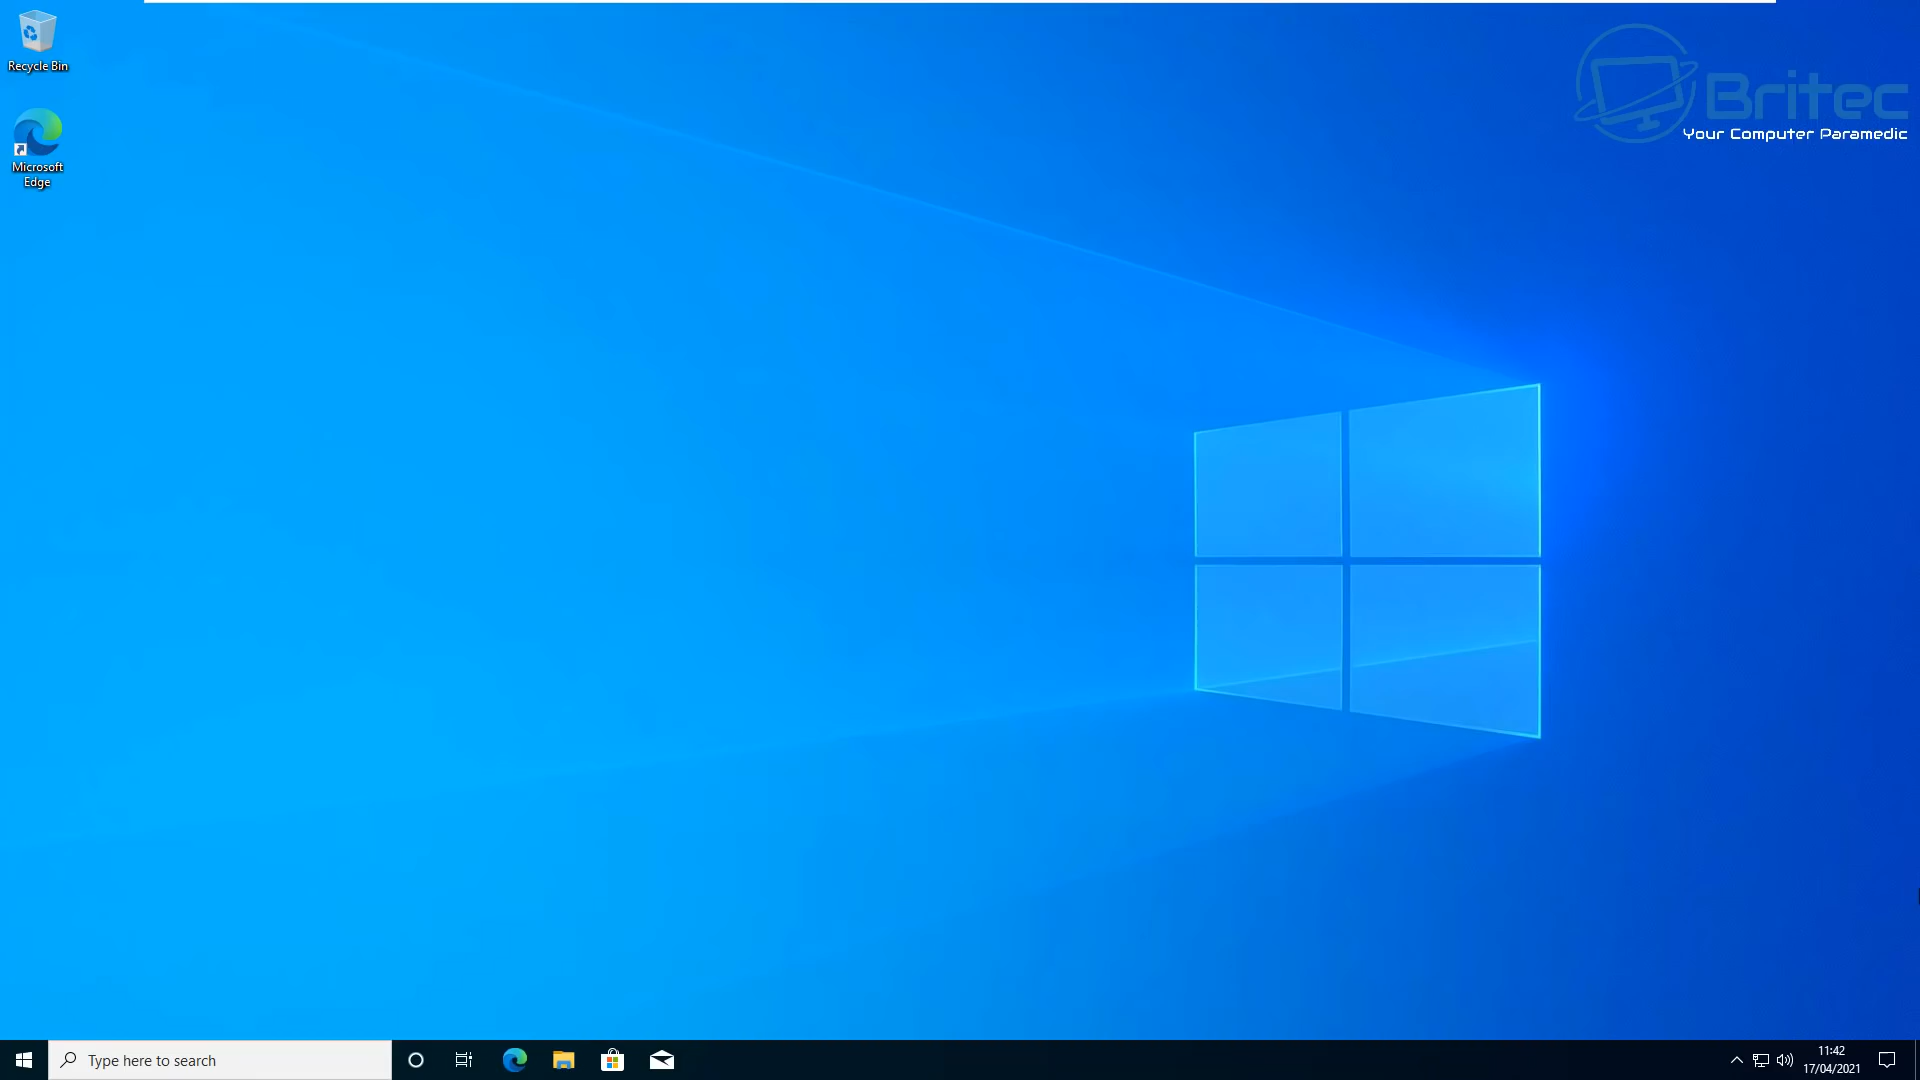 Recycle Bin
Microsoft
Edge
Britec
Your Computer Paramedic
Type here to search
11:42
17/04/2021